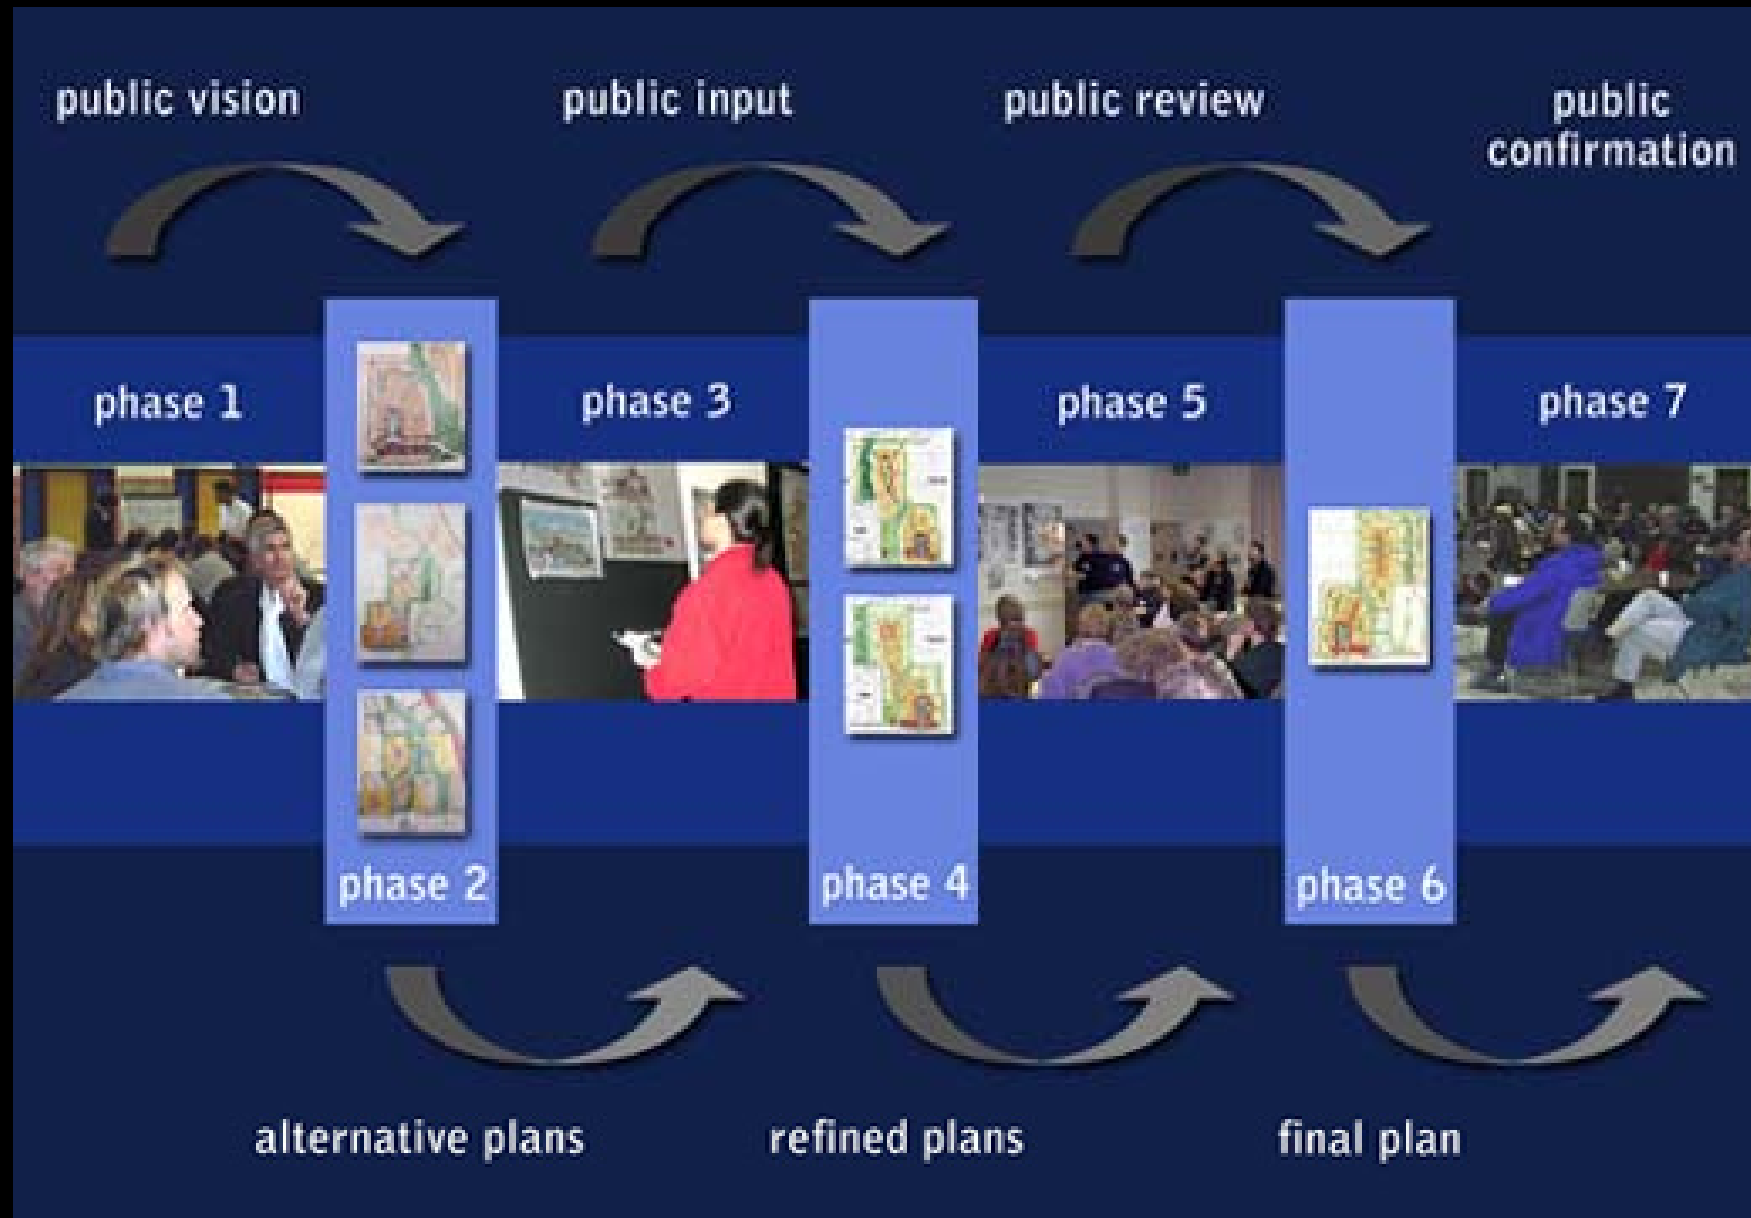 public vision
public input
public review
public
confirmation
phase 1
phase 3
phase 5
phase 7
phase 2
phase 4
phase 6
alternative plans
refined plans
final plan